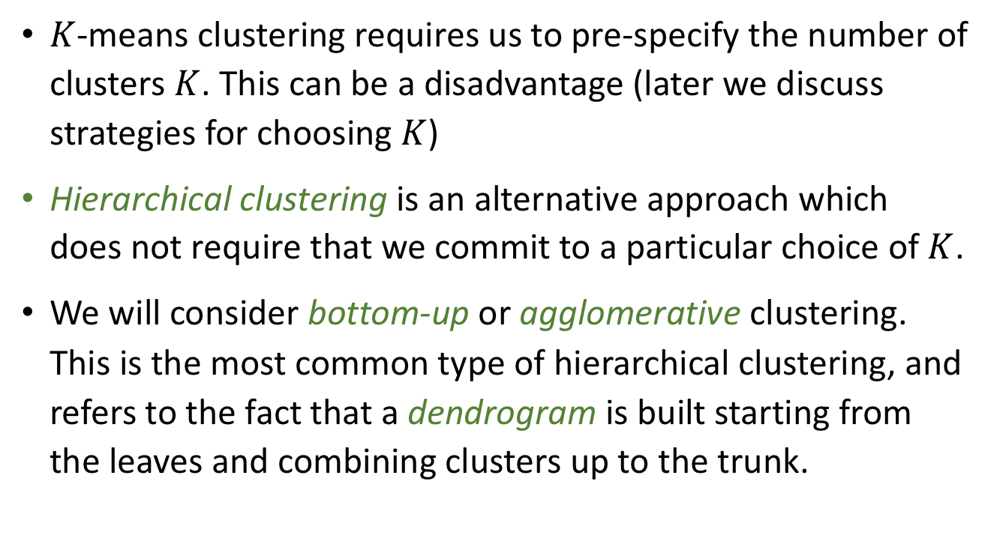 • K-means clustering requires us to pre-specify the number of
clusters K. This can be a disadvantage (later we discuss
strategies for choosing K)
• Hierarchical clustering is an alternative approach which
does not require that we commit to a particular choice of K.
• We will consider bottom-up or agglomerative clustering.
This is the most common type of hierarchical clustering, and
refers to the fact that a dendrogram is built starting from
the leaves and combining clusters up to the trunk.